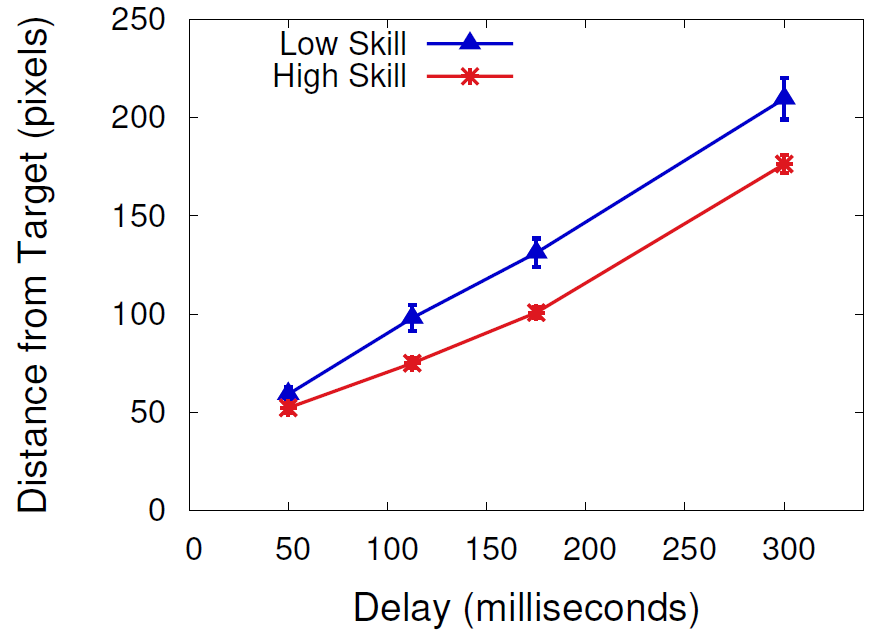 250
200
150
100
50
0
Distance from Target (pixels)
Low Skill
High Skill
0 50 100 150 200 250 300
Delay (milliseconds)